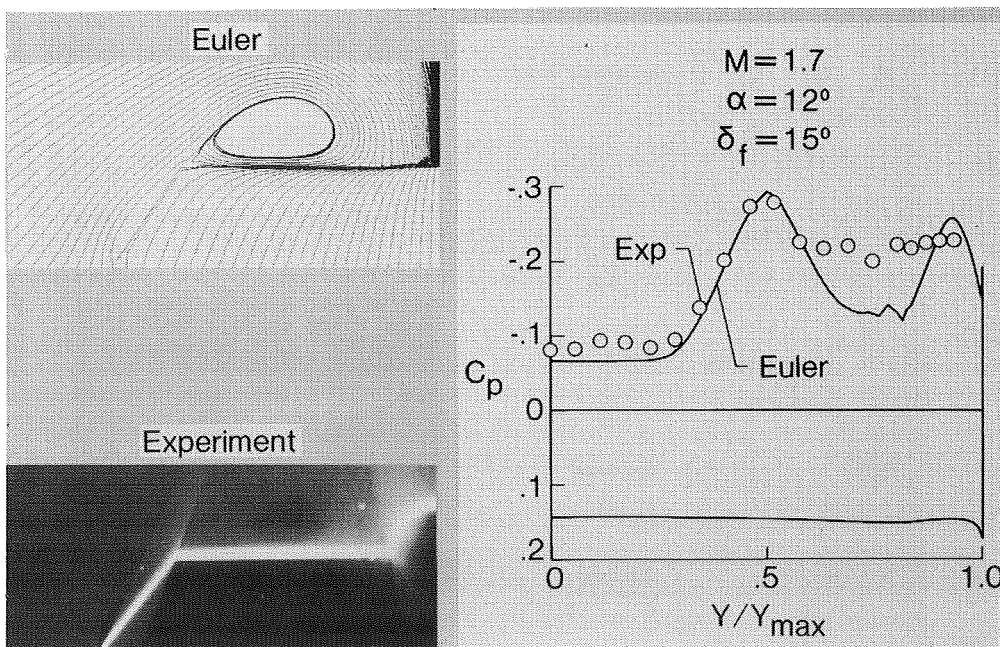 Euler
M = 1.7
α = 12°
δf = 15°
-.3
-.2
-.1
0
.1
.2
Cp
Exp
Euler
0
.5
1.0
Y/Ymax
Experiment